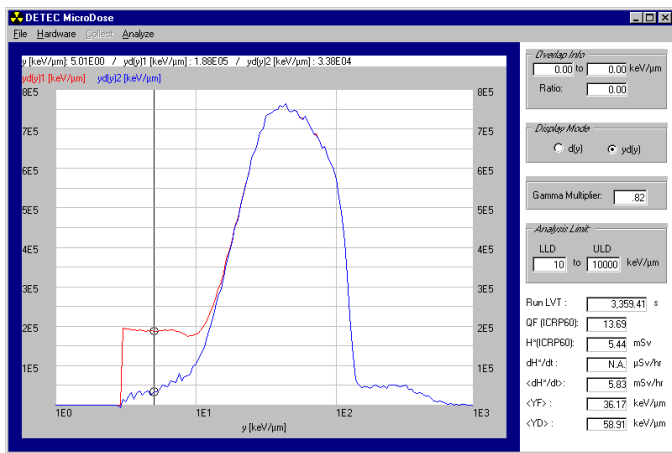 DETEC MicroDose
File Hardware Collect Analyze
y [keV/µm]: 5.01E00 / yd(y)1 [keV/µm] : 1.88E05 / yd(y)2 [keV/µm] : 3.38E04
yd(y)1 [keV/µm] yd(y)2 [keV/µm]
8E5 8E5
7E5 7E5
6E5 6E5
5E5 5E5
4E5 4E5
3E5 3E5
2E5 2E5
1E5 1E5
1E0 1E1 1E2 1E3
y [keV/µm]
Overlap Info
0.00 to 0.00 keV/µm
Ratio: 0.00
Display Mode
d(y) yd(y)
Gamma Multiplier: .82
Analysis Limit
LLD ULD
10 to 10000 keV/µm
Run LVT : 3,359.41 s
QF (ICRP60): 13.69
H*(ICRP60): 5.44 mSv
dH*/dt : N.A. µSv/hr
<dH*/dt>: 5.83 mSv/hr
<YF> : 36.17 keV/µm
<YD> : 58.91 keV/µm